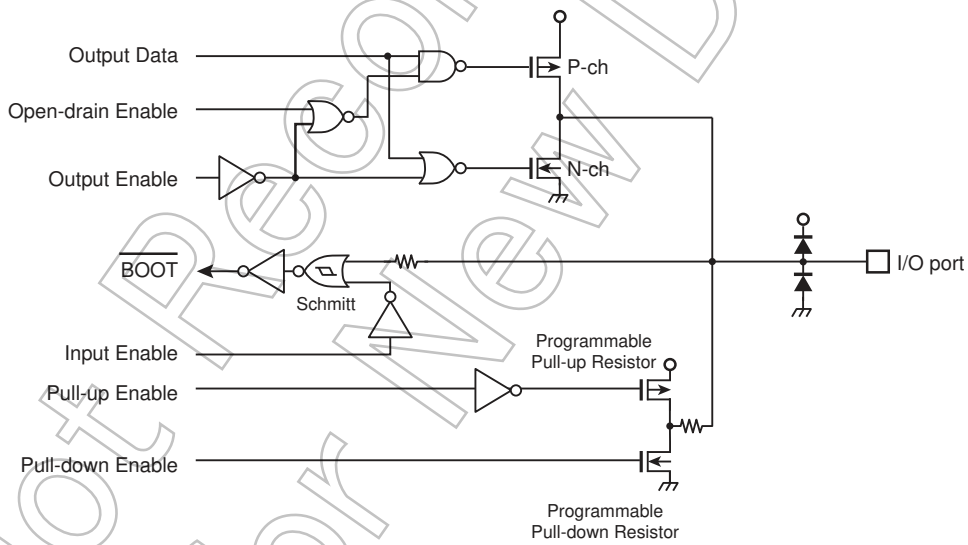 Output Data
P-ch
Open-drain Enable
Output Enable
N-ch
BOOT
Schmitt
I/O port
Input Enable
Programmable
Pull-up Resistor
Pull-up Enable
Pull-down Enable
Programmable
Pull-down Resistor